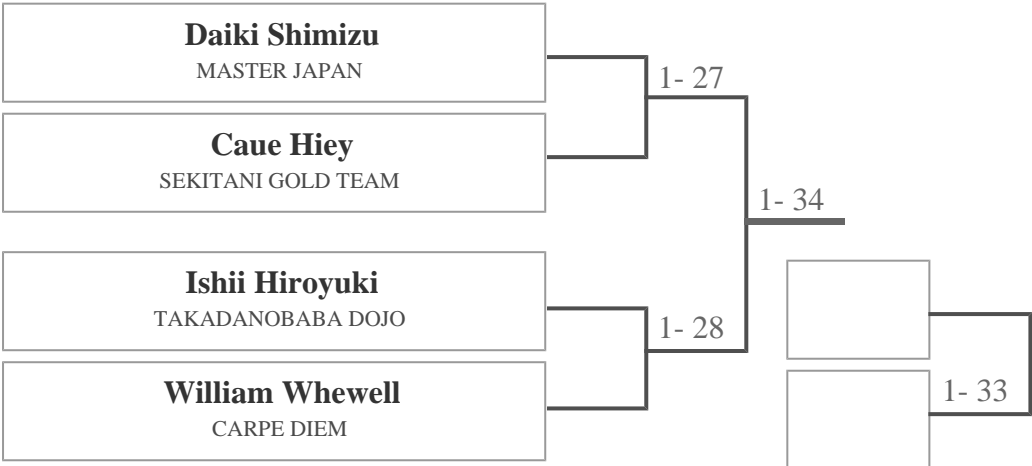 Daiki Shimizu
MASTER JAPAN
1- 27
Caue Hiey
SEKITANI GOLD TEAM
1- 34
Ishii Hiroyuki
TAKADANOBABA DOJO
1- 28
William Whewell
CARPE DIEM
1- 33